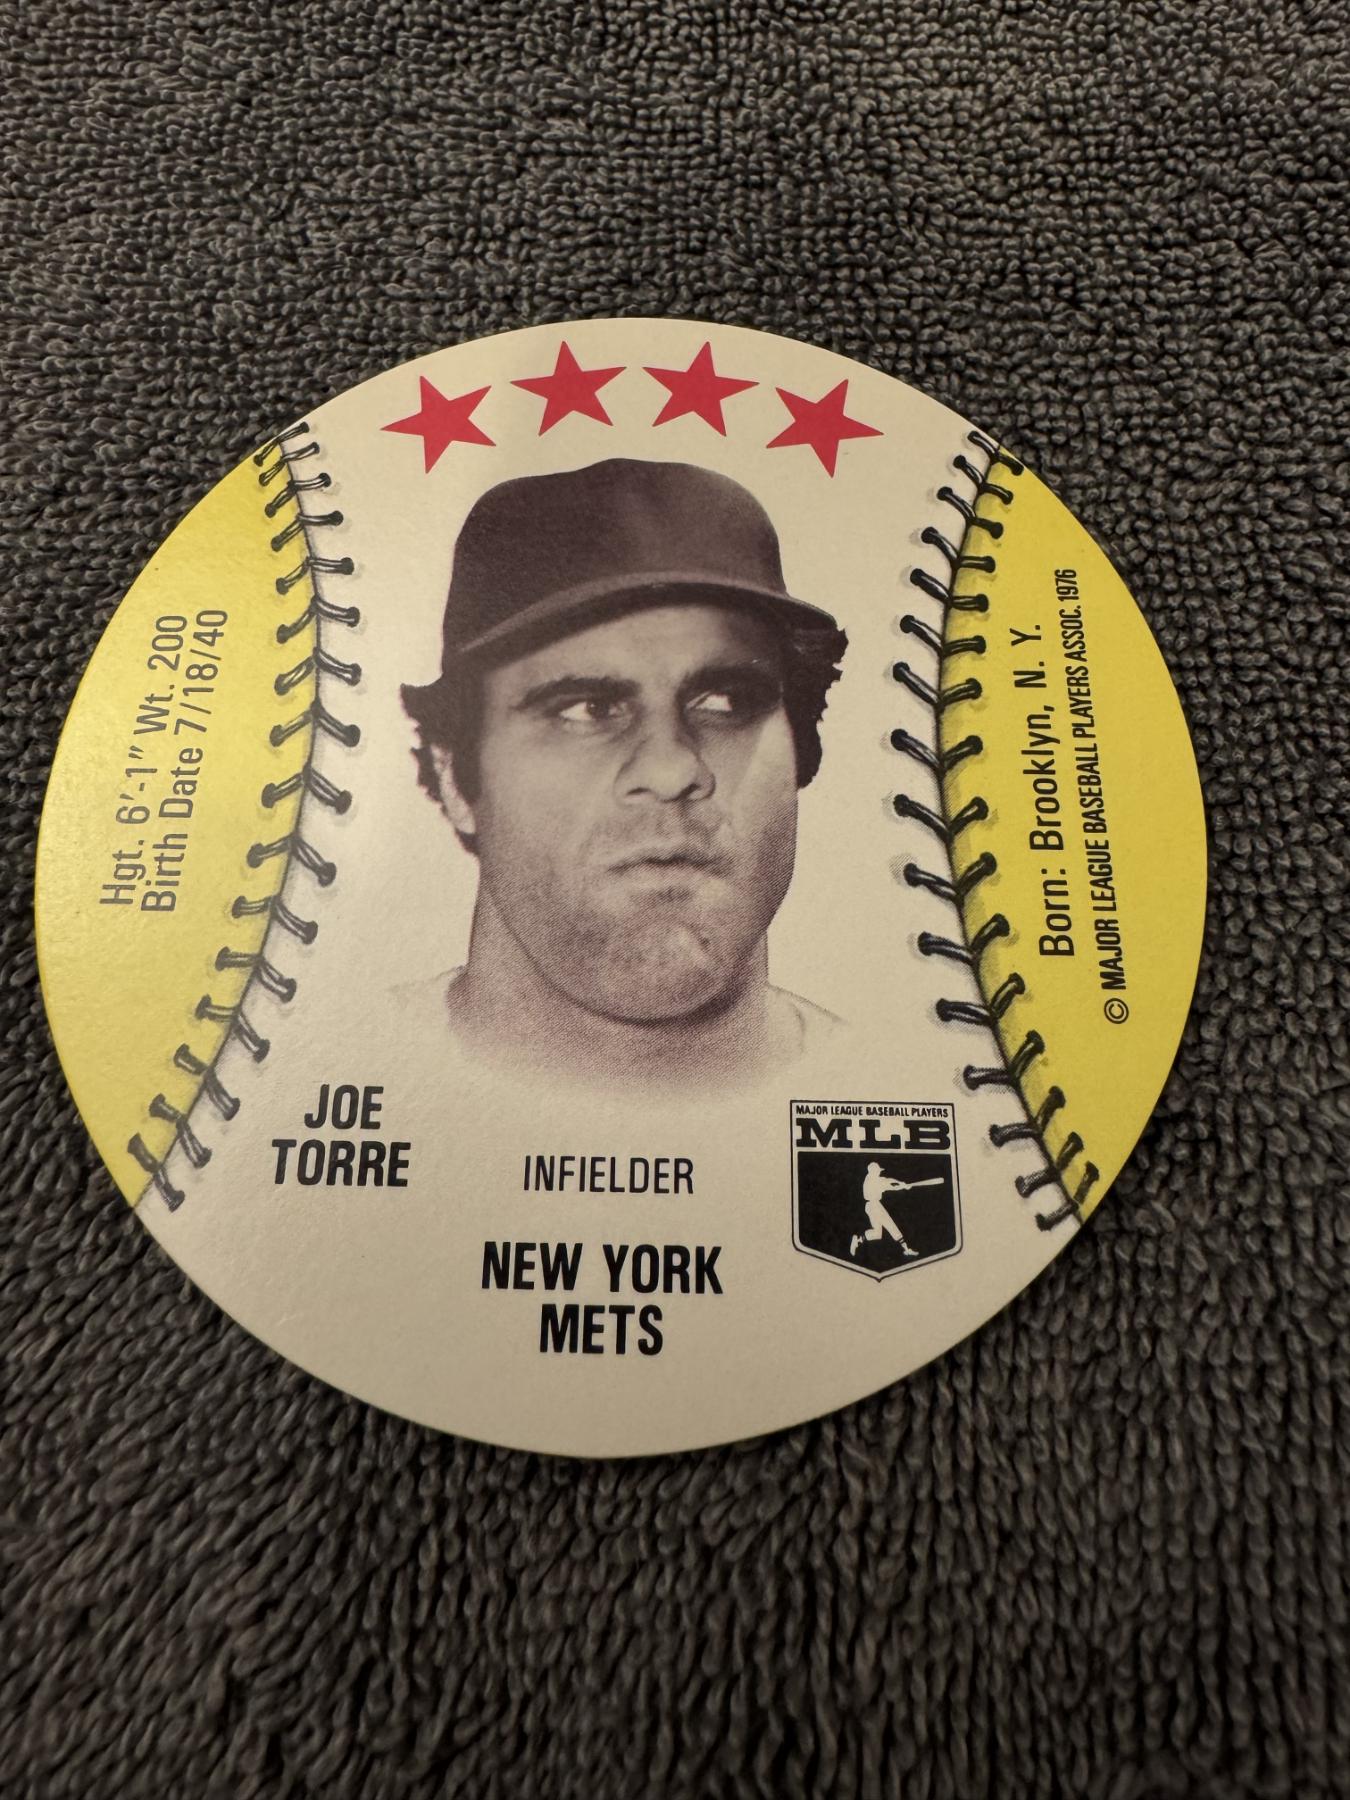 Hgt. 6'-1" Wt. 200
Birth Date 7/18/40
Born: Brooklyn, N. Y.
© MAJOR LEAGUE BASEBALL PLAYERS ASSOC. 1976
JOE
TORRE
INFIELDER
NEW YORK
METS
MAJOR LEAGUE BASEBALL PLAYERS
MLB